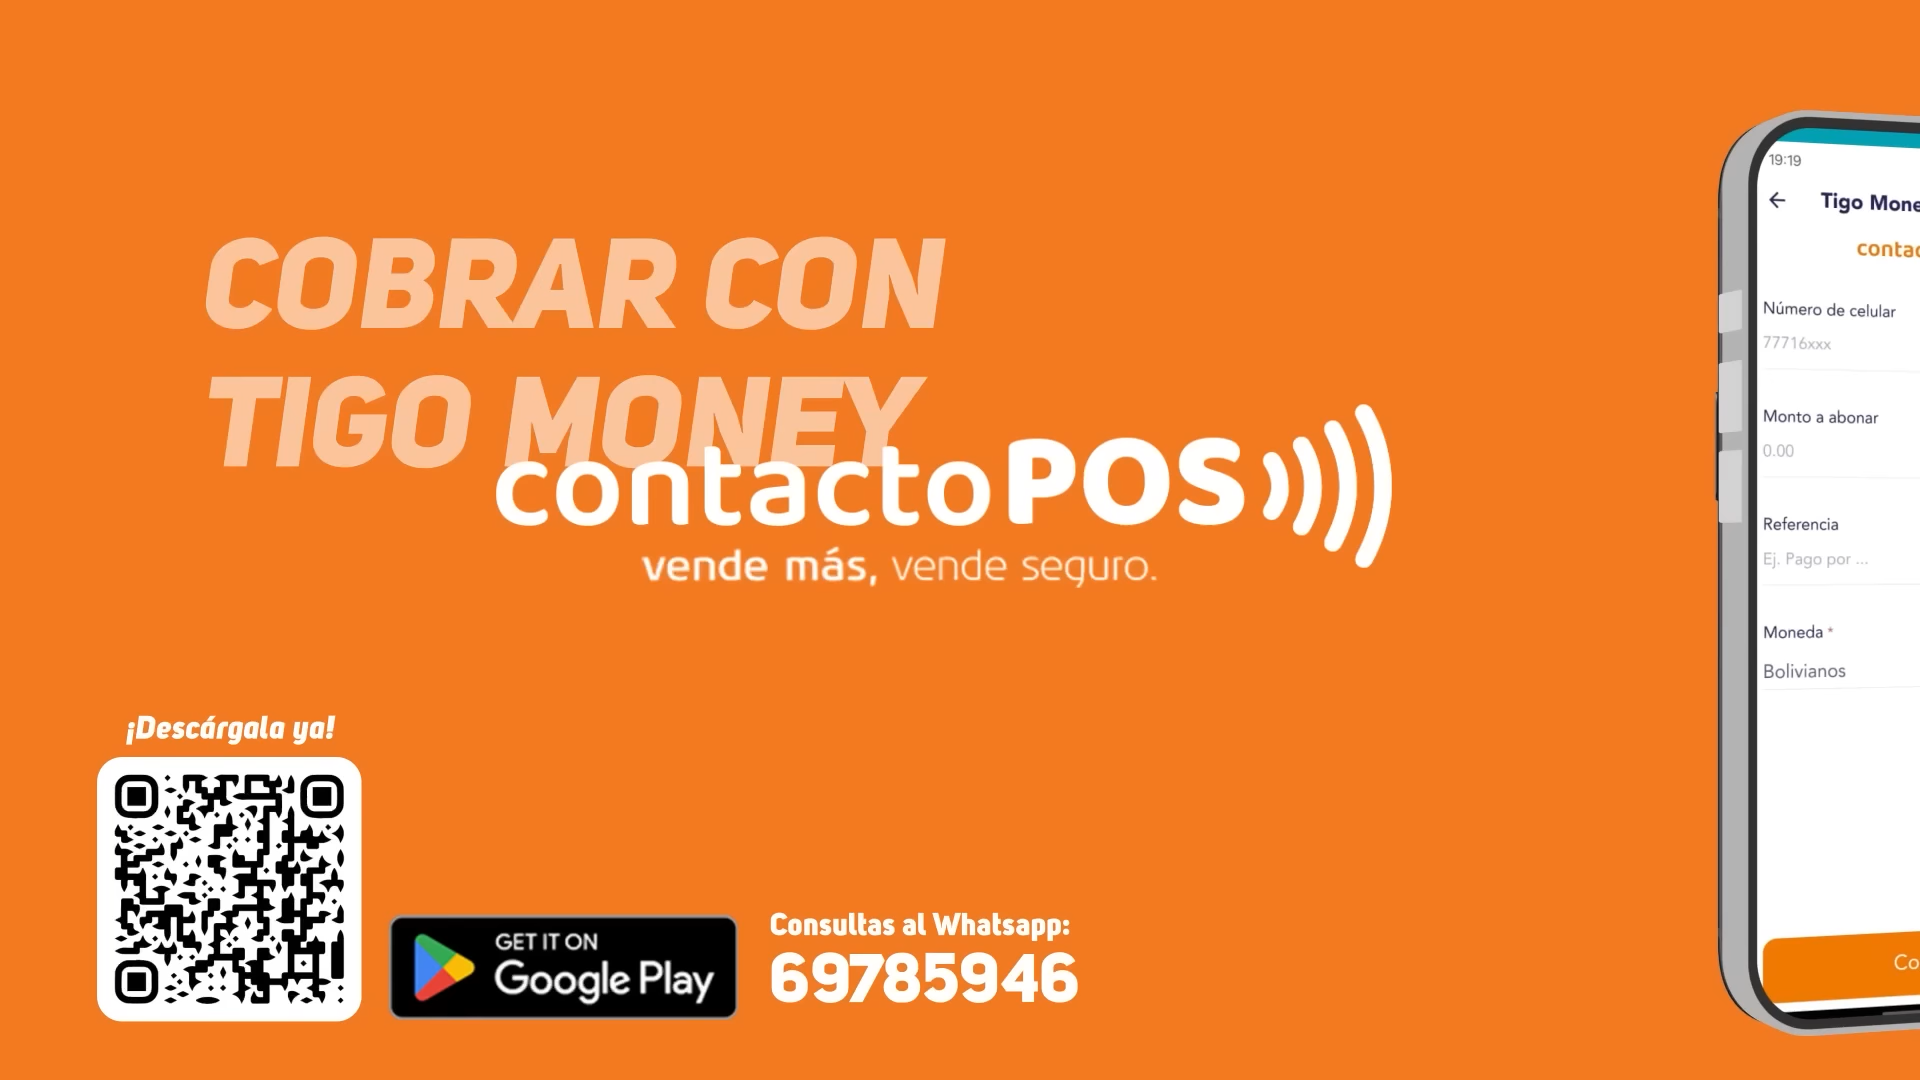 COBRAR CON
TIGO MONEY
contactoPOS
vende más, vende seguro.
¡Descárgala ya!
GET IT ON
Google Play
Consultas al Whatsapp:
69785946
19:19
Tigo Mone
contac
Número de celular
77716xxx
Monto a abonar
0.00
Referencia
Ej. Pago por ...
Moneda *
Bolivianos
Co